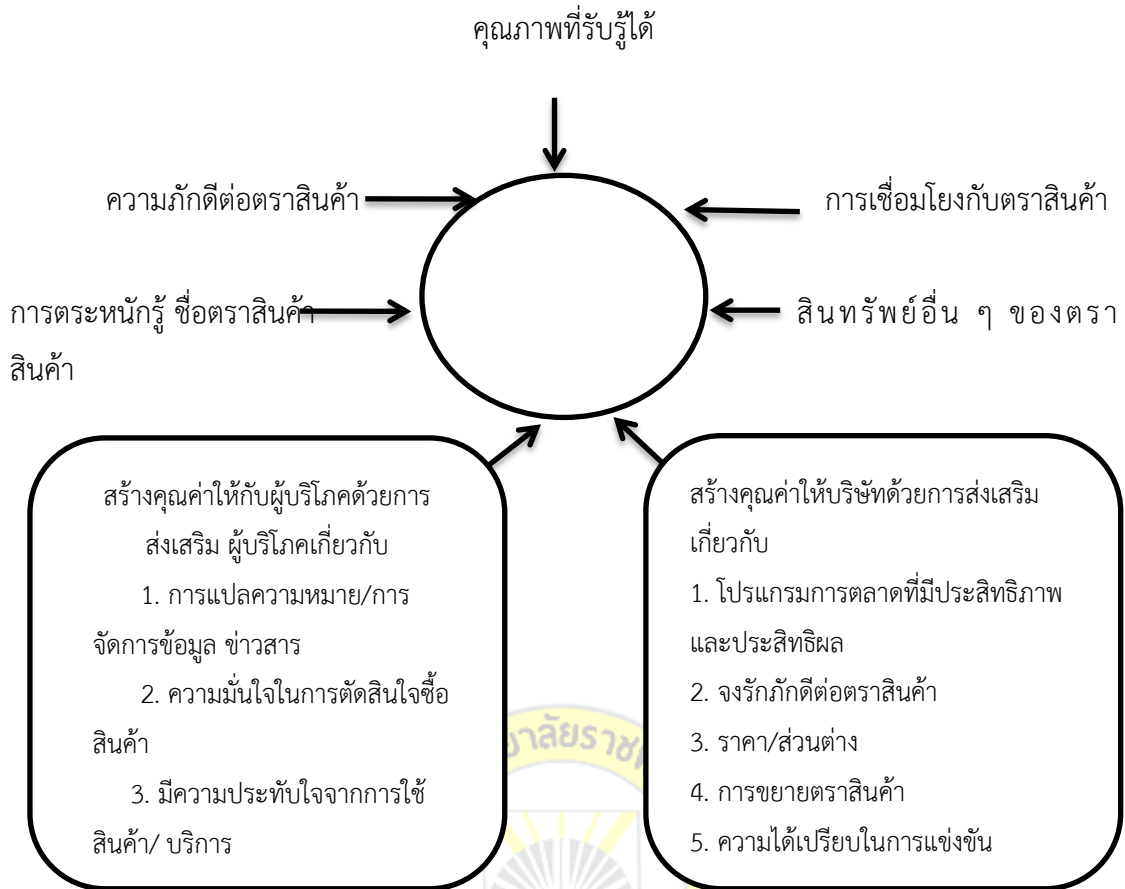 คุณภาพที่รับรู้ได้
ความภักดีต่อตราสินค้า
การเชื่อมโยงกับตราสินค้า
การตระหนักรู้ ชื่อตราสินค้า
สินค้า
สินทรัพย์อื่น ๆ ของตรา
สร้างคุณค่าให้กับผู้บริโภคด้วยการ
ส่งเสริม ผู้บริโภคเกี่ยวกับ
1. การแปลความหมาย/การ
จัดการข้อมูล ข่าวสาร
2. ความมั่นใจในการตัดสินใจซื้อ
สินค้า
3. มีความประทับใจจากการใช้
สินค้า/ บริการ
สร้างคุณค่าให้บริษัทด้วยการส่งเสริม
เกี่ยวกับ
1. โปรแกรมการตลาดที่มีประสิทธิภาพ
และประสิทธิผล
2. จงรักภักดีต่อตราสินค้า
3. ราคา/ส่วนต่าง
4. การขยายตราสินค้า
5. ความได้เปรียบในการแข่งขัน